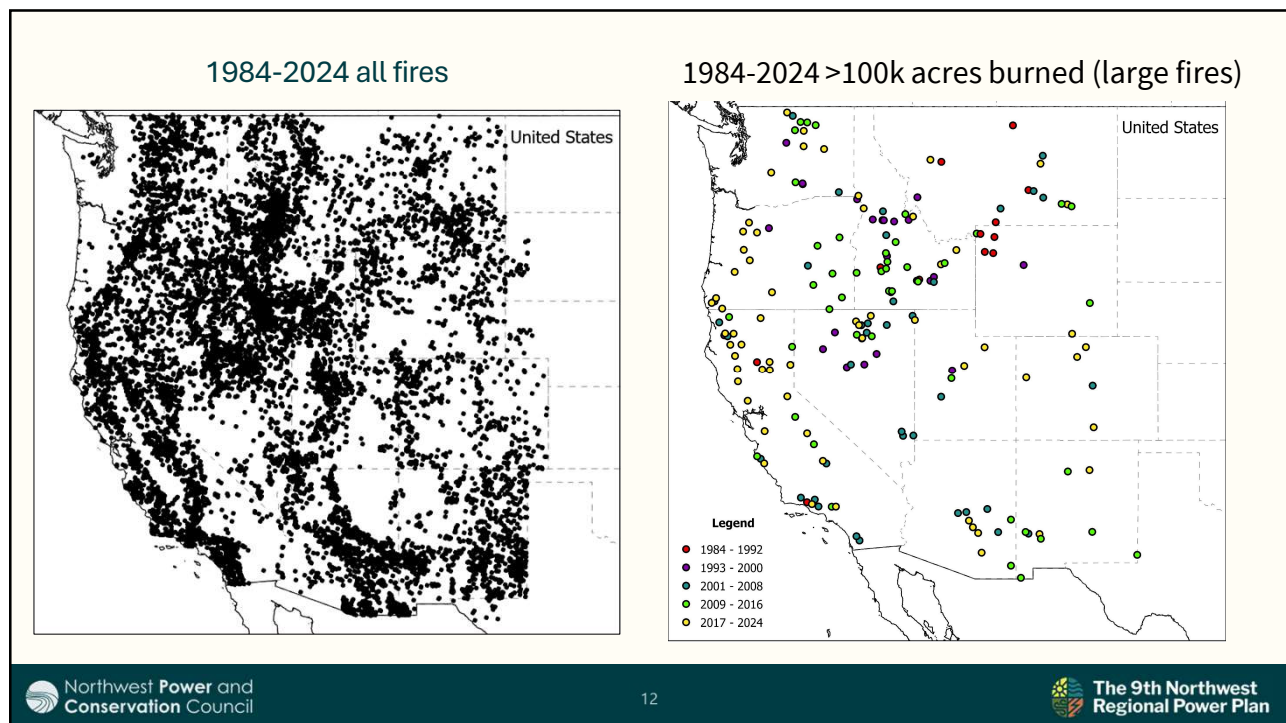 1984-2024 all fires
1984-2024 >100k acres burned (large fires)
United States
United States
Legend
1984 - 1992
1993 - 2000
2001 - 2008
2009 - 2016
2017 - 2024
Northwest Power and
Conservation Council
12
The 9th Northwest
Regional Power Plan